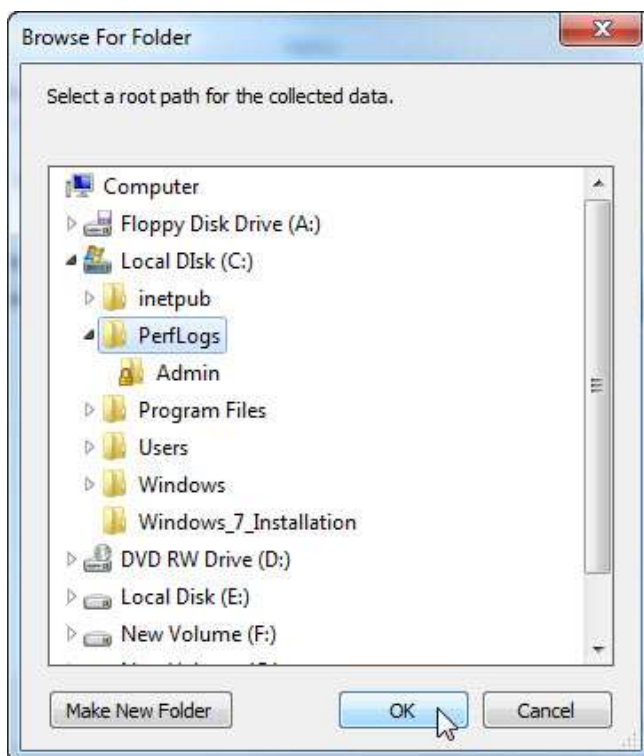 Browse For Folder
Select a root path for the collected data.
Computer
Floppy Disk Drive (A:)
Local DIsk (C:)
inetpub
PerfLogs
Admin
Program Files
Users
Windows
Windows_7_Installation
DVD RW Drive (D:)
Local Disk (E:)
New Volume (F:)
Make New Folder OK Cancel